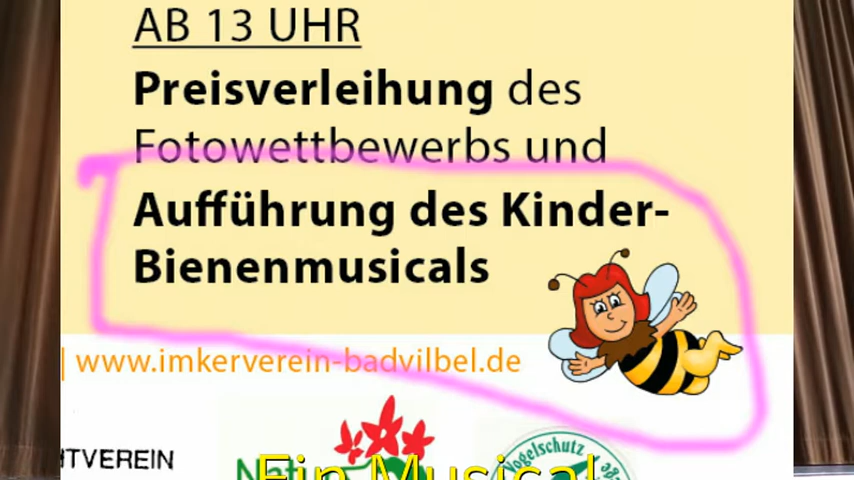 AB 13 UHR
Preisverleihung des
Fotowettbewerbs und
Aufführung des Kinder-
Bienenmusicals
| www.imkerverein-badvilbel.de
TVEREIN
Vogelschutz
Ein Musical